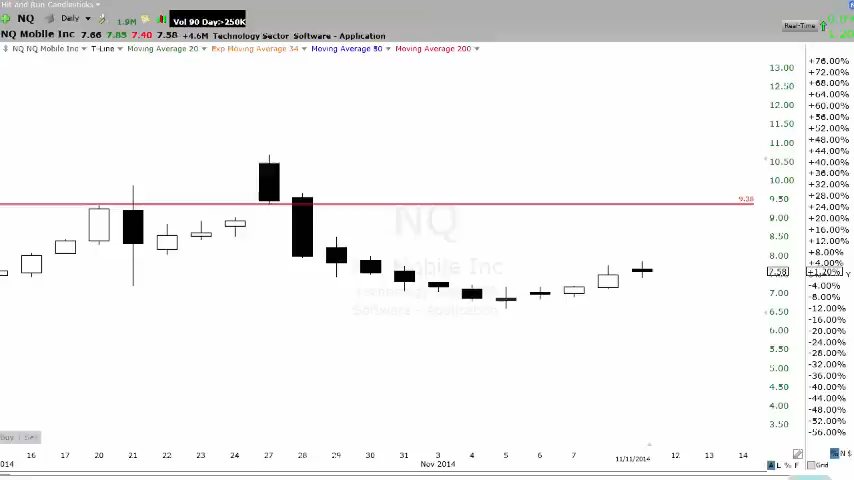 Hit and Run Candlesticks
NQ Daily 1.9M Vol 90 Day>250K Real-Time
NQ Mobile Inc 7.66 7.85 7.40 7.58 +4.6M Technology Sector Software - Application
NQ NQ Mobile Inc T-Line Moving Average 20 Exp Moving Average 34 Moving Average 50 Moving Average 200
13.00 +76.00%
12.50 +72.00%
12.00 +68.00%
11.50 +64.00%
11.00 +60.00%
10.50 +56.00%
10.00 +52.00%
9.50 +48.00%
9.00 +44.00%
8.50 +40.00%
8.00 +36.00%
7.58 +32.00%
7.00 +28.00%
6.50 +24.00%
6.00 +20.00%
5.50 +16.00%
5.00 +12.00%
4.50 +8.00%
4.00 +4.00%
3.50 +1.20% Y
-4.00%
-8.00%
-12.00%
-16.00%
-20.00%
-24.00%
-28.00%
-32.00%
-36.00%
-40.00%
-44.00%
-48.00%
-52.00%
-56.00%
9.38
NQ
Mobile Inc
Software - Application
Buy
16 17 20 21 22 23 24 27 28 29 30 31 3 4 5 6 7 11/11/2014 12 13 14
2014 Nov 2014
% N $
A L % F Grid